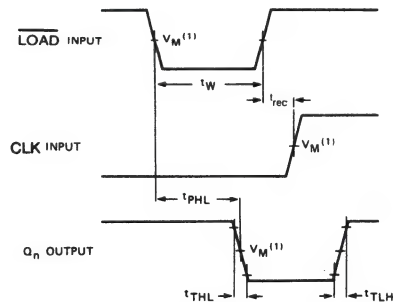 LOAD INPUT
V_M(1)
t_W
t_rec
CLK INPUT
V_M(1)
t_PHL
Q_n OUTPUT
V_M(1)
t_THL
t_TLH